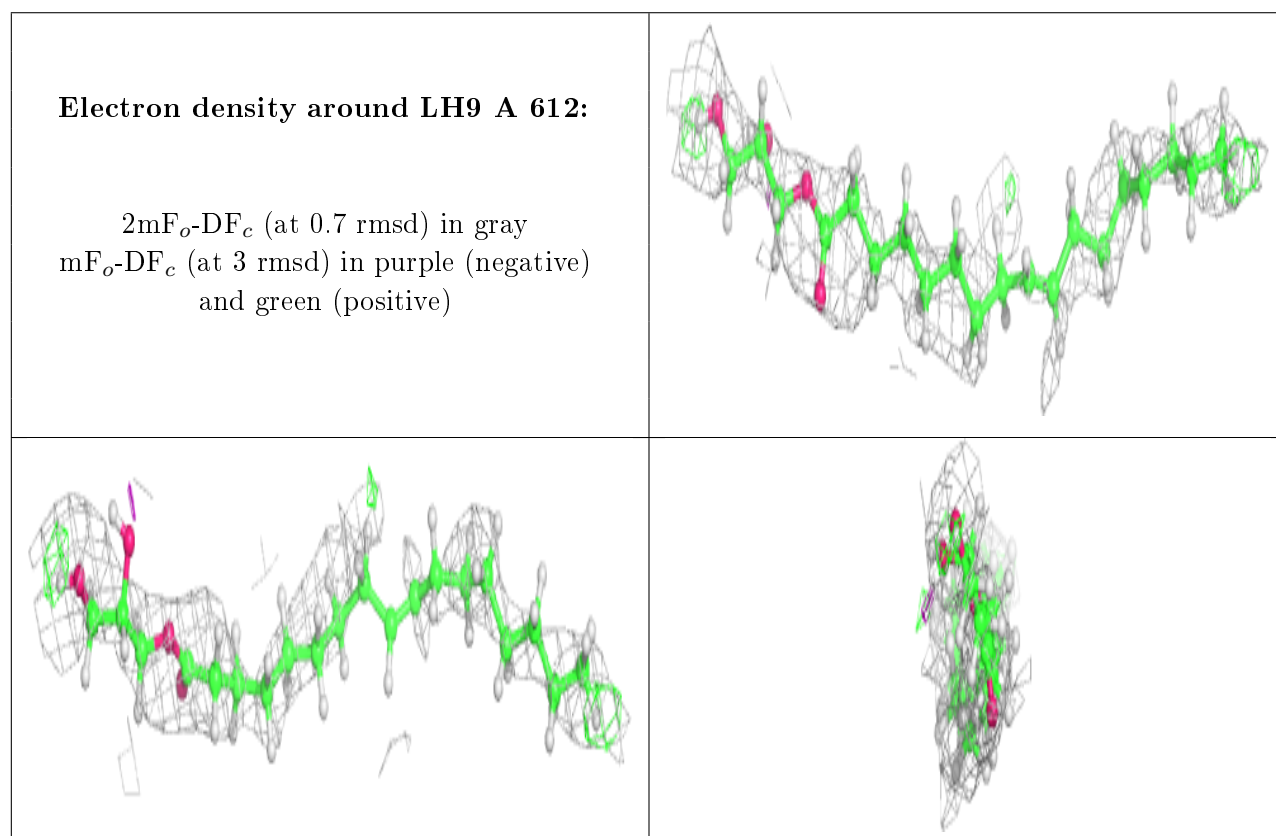 Electron density around LH9 A 612:
2mFo-DFc (at 0.7 rmsd) in gray
mFo-DFc (at 3 rmsd) in purple (negative)
and green (positive)